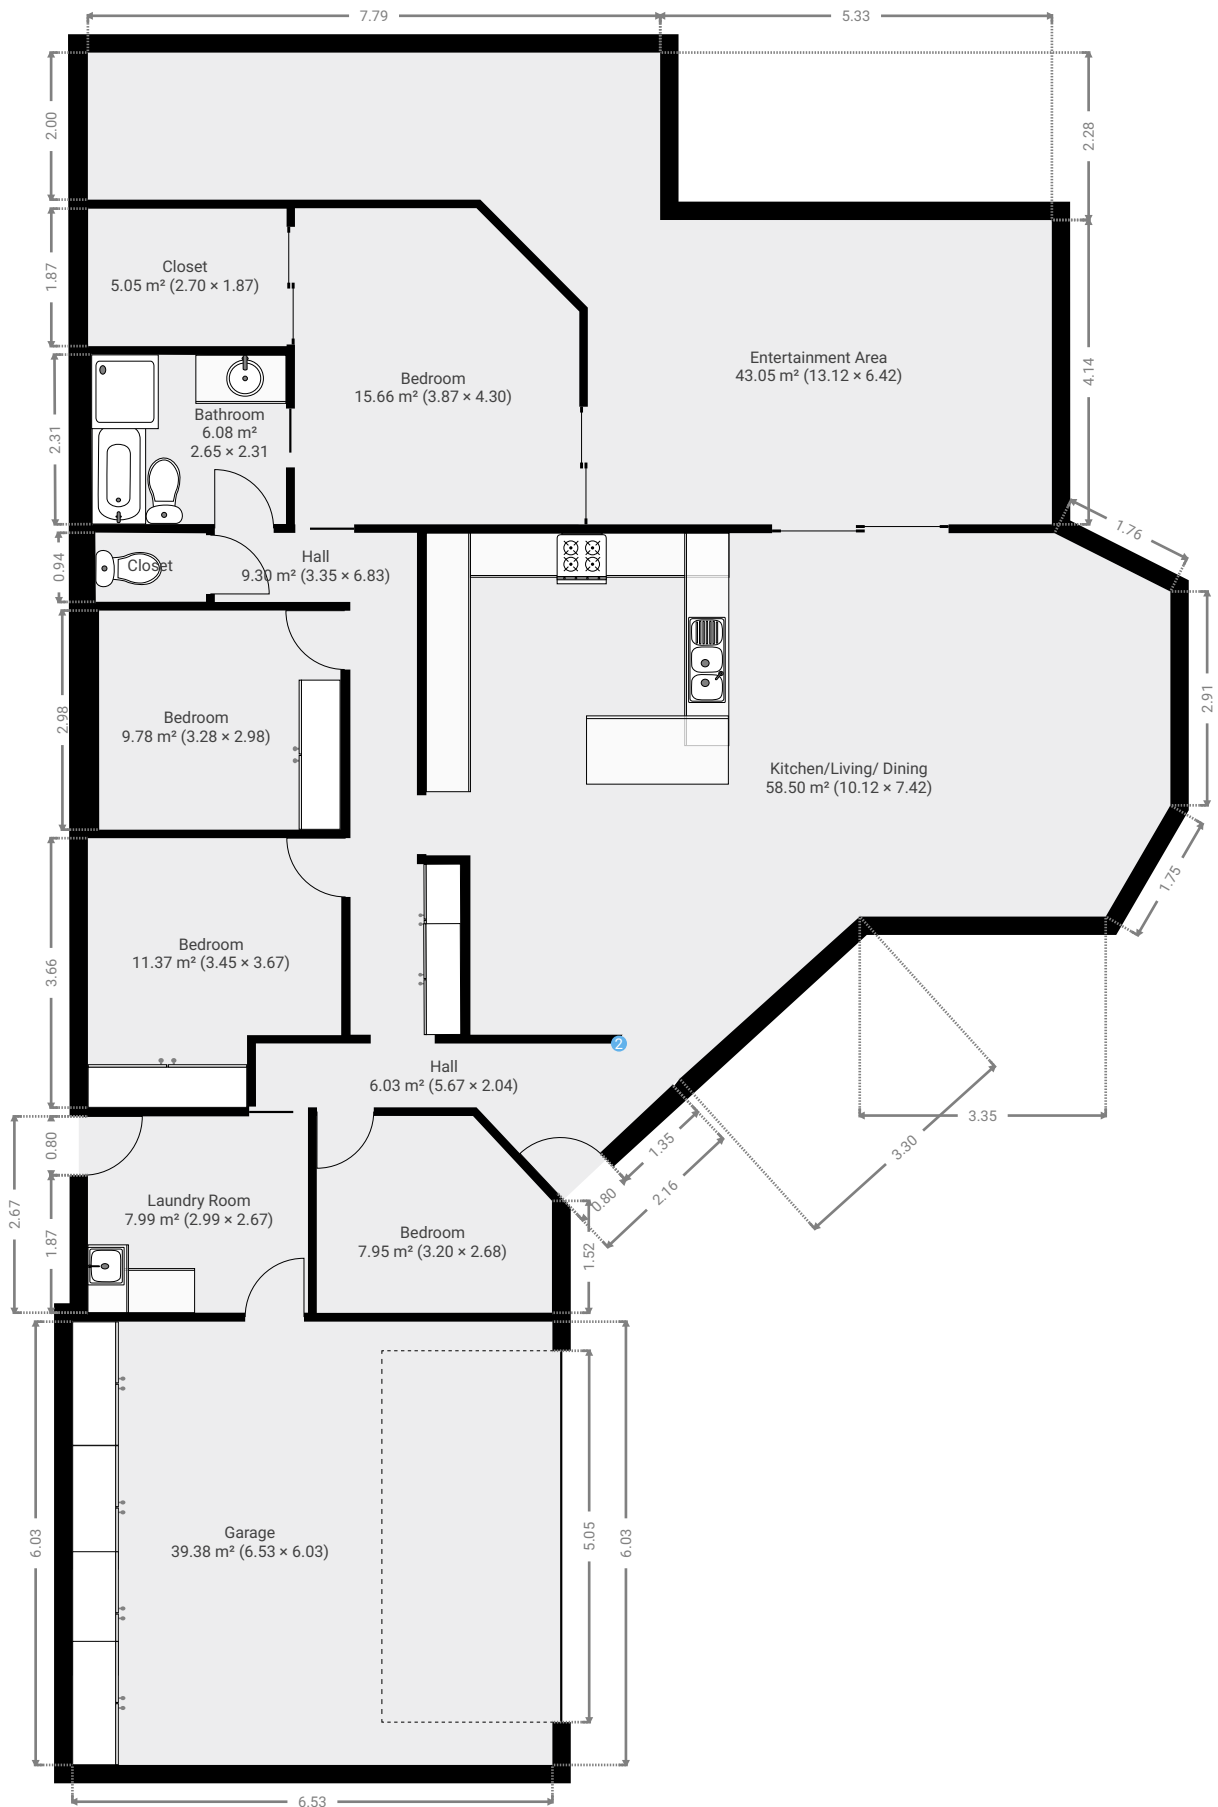 7.79
5.33
2.00
2.28
Closet
5.05 m² (2.70 × 1.87)
1.87
Entertainment Area
43.05 m² (13.12 × 6.42)
4.14
Bedroom
15.66 m² (3.87 × 4.30)
Bathroom
6.08 m²
2.65 × 2.31
2.31
1.76
Hall
9.30 m² (3.35 × 6.83)
Closet
0.94
2.91
Bedroom
9.78 m² (3.28 × 2.98)
2.98
Kitchen/Living/ Dining
58.50 m² (10.12 × 7.42)
1.75
Bedroom
11.37 m² (3.45 × 3.67)
3.66
2
Hall
6.03 m² (5.67 × 2.04)
3.35
3.30
1.35
2.16
0.80
0.80
2.67
1.87
Laundry Room
7.99 m² (2.99 × 2.67)
Bedroom
7.95 m² (3.20 × 2.68)
1.52
Garage
39.38 m² (6.53 × 6.03)
6.03
5.05
6.03
6.53